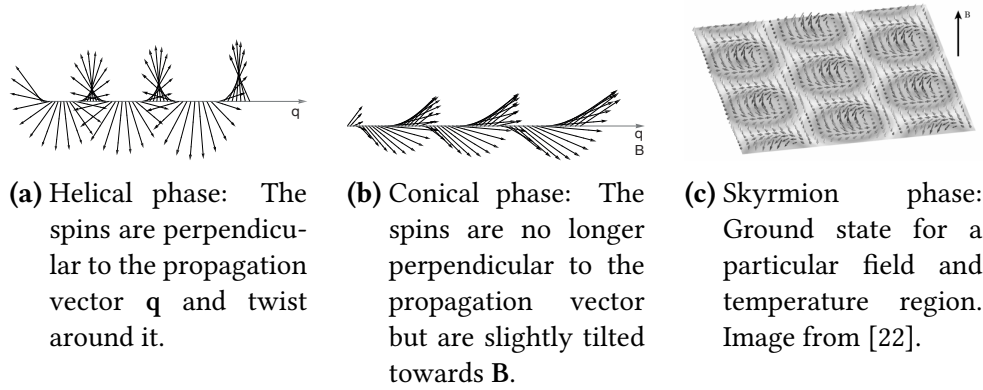 q
q
B
B
(a) Helical phase: The
spins are perpendicu-
lar to the propagation
vector q and twist
around it.
(b) Conical phase: The
spins are no longer
perpendicular to the
propagation vector
but are slightly tilted
towards B.
(c) Skyrmion phase:
Ground state for a
particular field and
temperature region.
Image from [22].